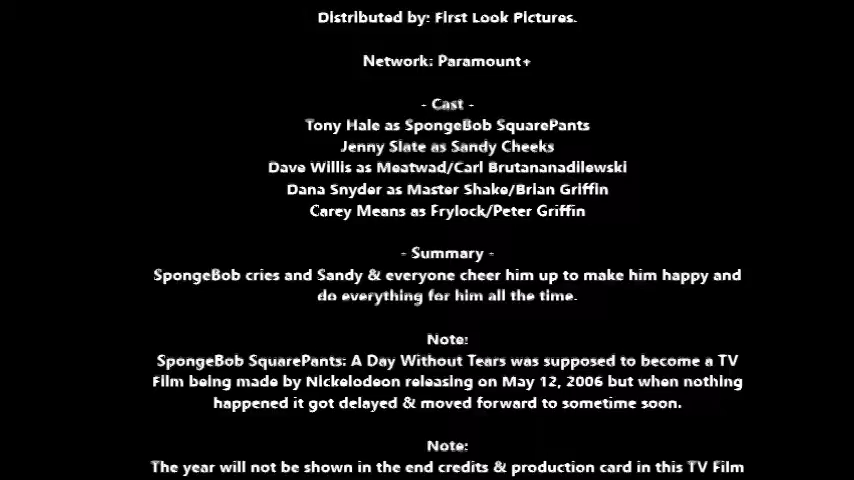 Distributed by: First Look Pictures.
Network: Paramount+
- Cast -
Tony Hale as SpongeBob SquarePants
Jenny Slate as Sandy Cheeks
Dave Willis as Meatwad/Carl Brutananadilewski
Dana Snyder as Master Shake/Brian Griffin
Carey Means as Frylock/Peter Griffin
- Summary -
SpongeBob cries and Sandy & everyone cheer him up to make him happy and
do everything for him all the time.
Note:
SpongeBob SquarePants: A Day Without Tears was supposed to become a TV
Film being made by Nickelodeon releasing on May 12, 2006 but when nothing
happened it got delayed & moved forward to sometime soon.
Note:
The year will not be shown in the end credits & production card in this TV Film